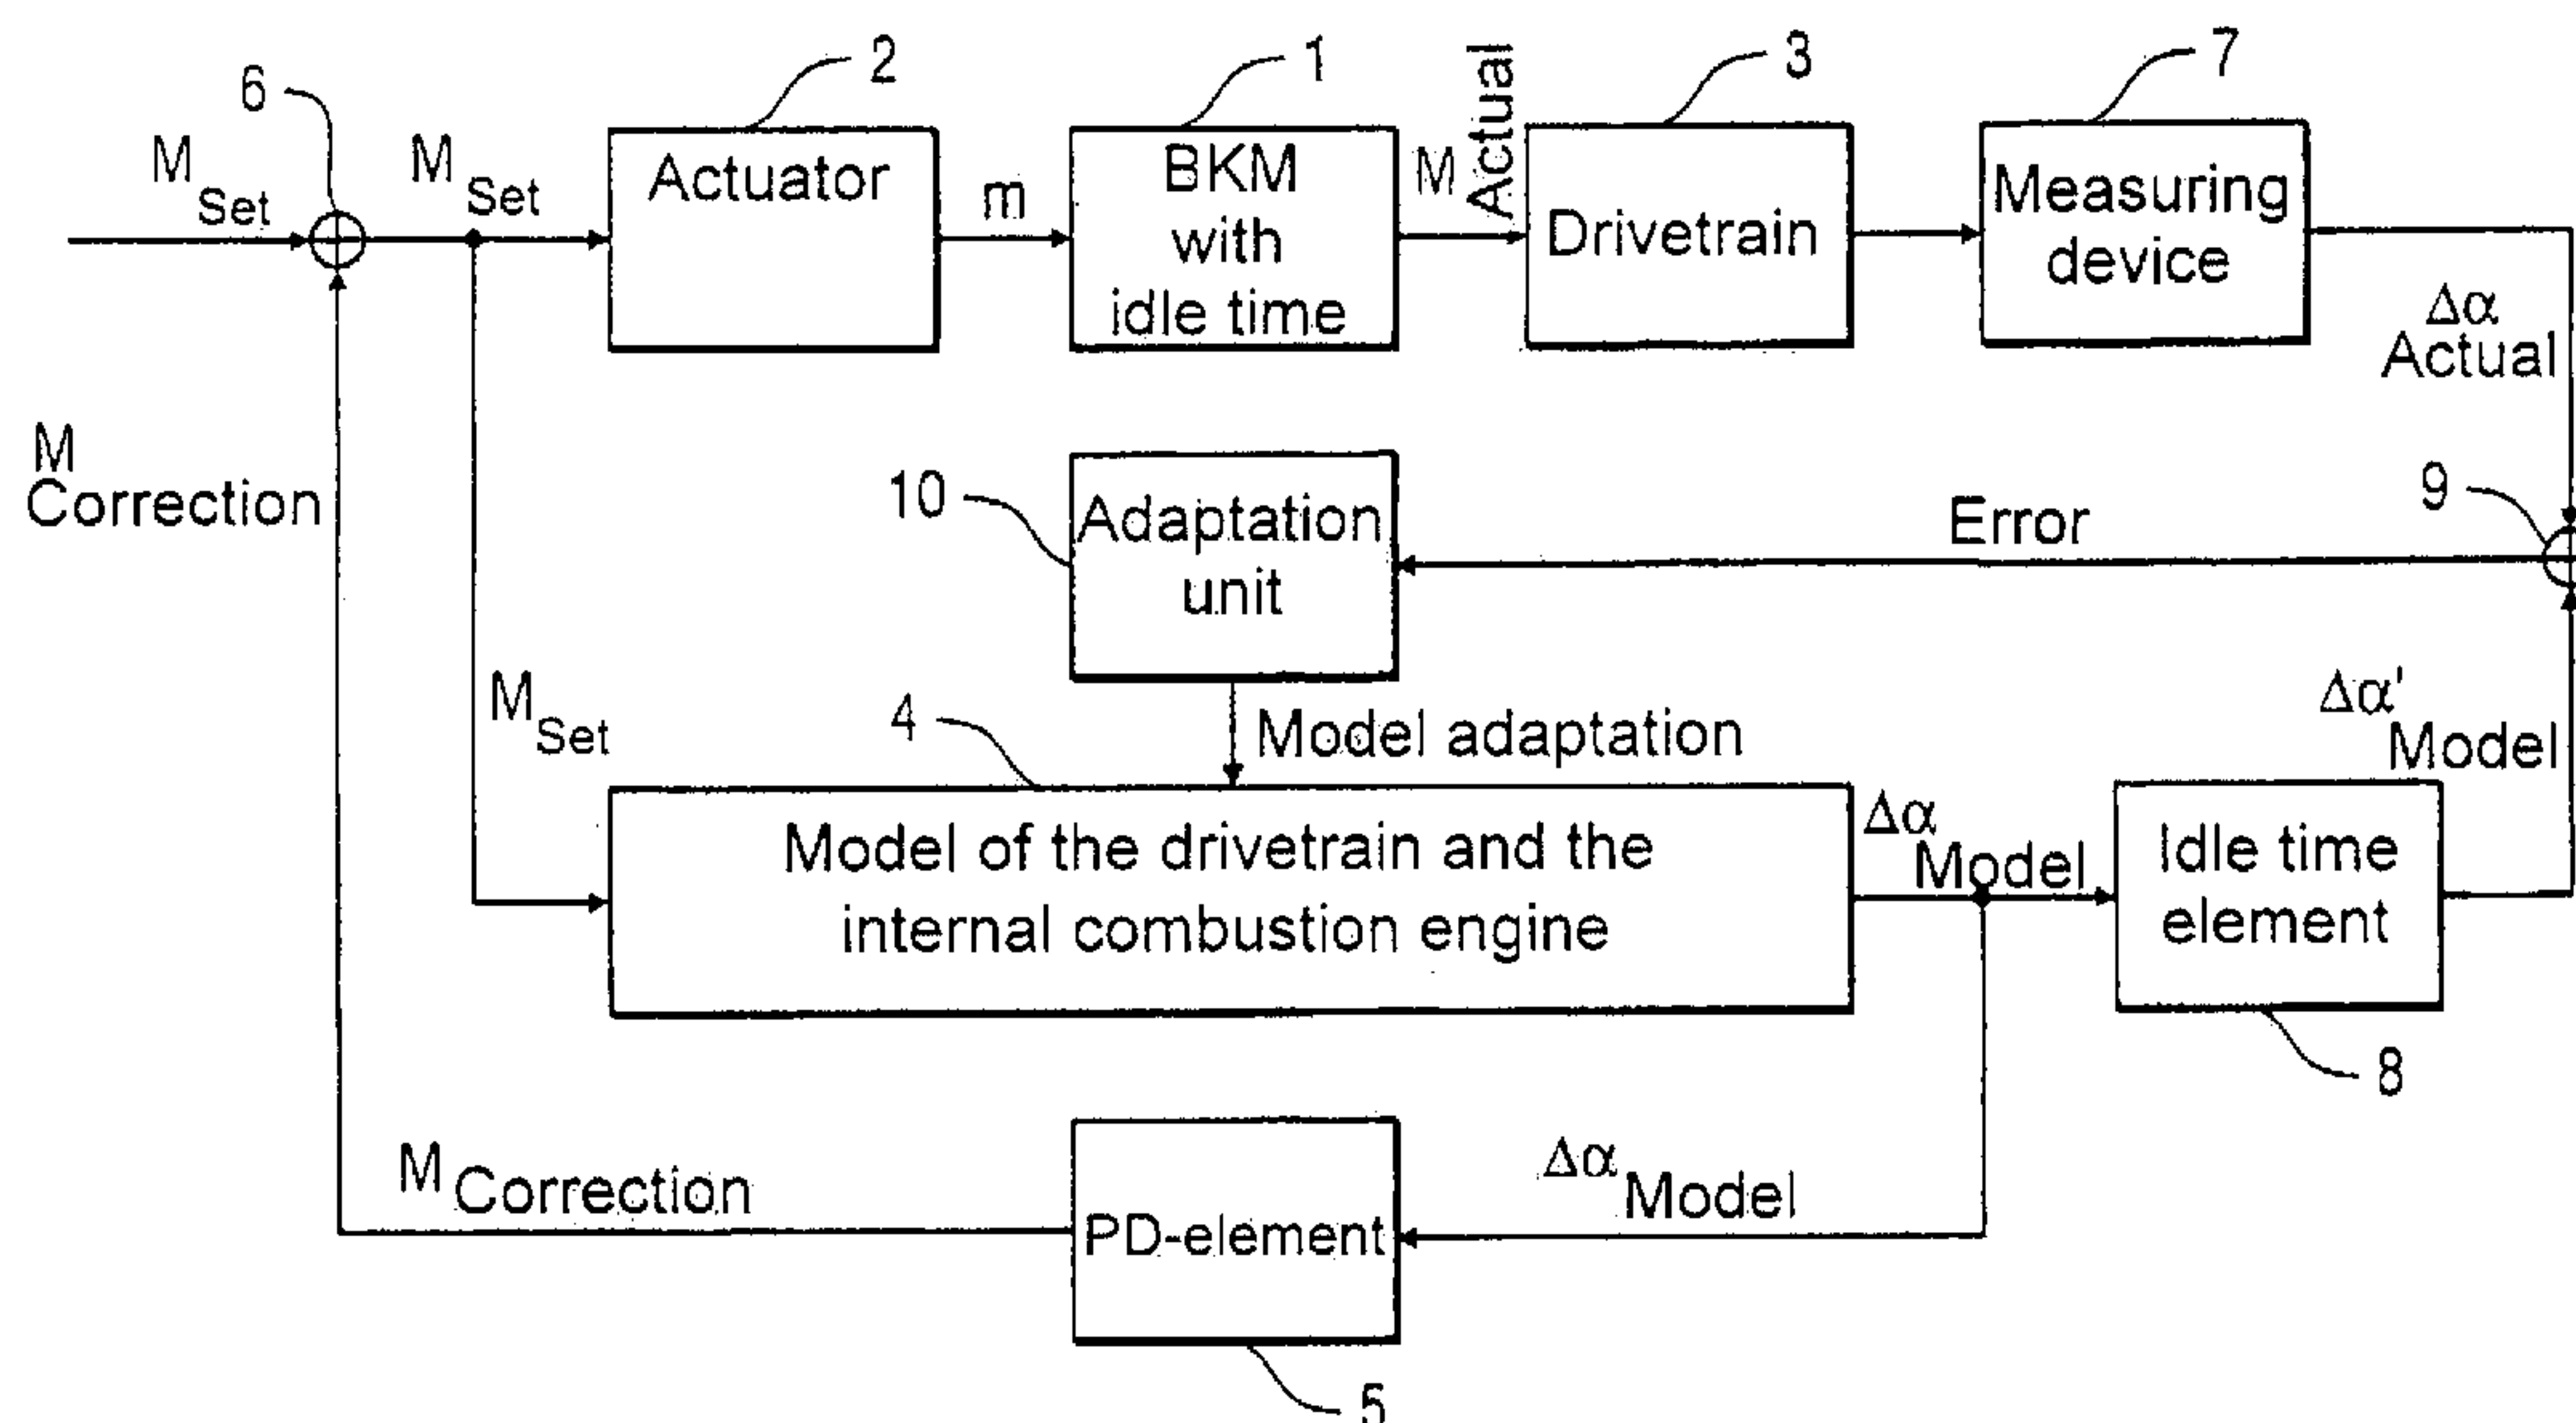 2
1
3
7
6
M Set
M Set
Actuator
m
BKM
with
idle time
M Actual
Drivetrain
Measuring
device
Δα
Actual
M
Correction
10
Adaptation
unit
Error
9
M Set
4
Model adaptation
Δα'
Model
Model of the drivetrain and the
internal combustion engine
Δα Model
Idle time
element
8
M Correction
PD-element
Δα Model
5